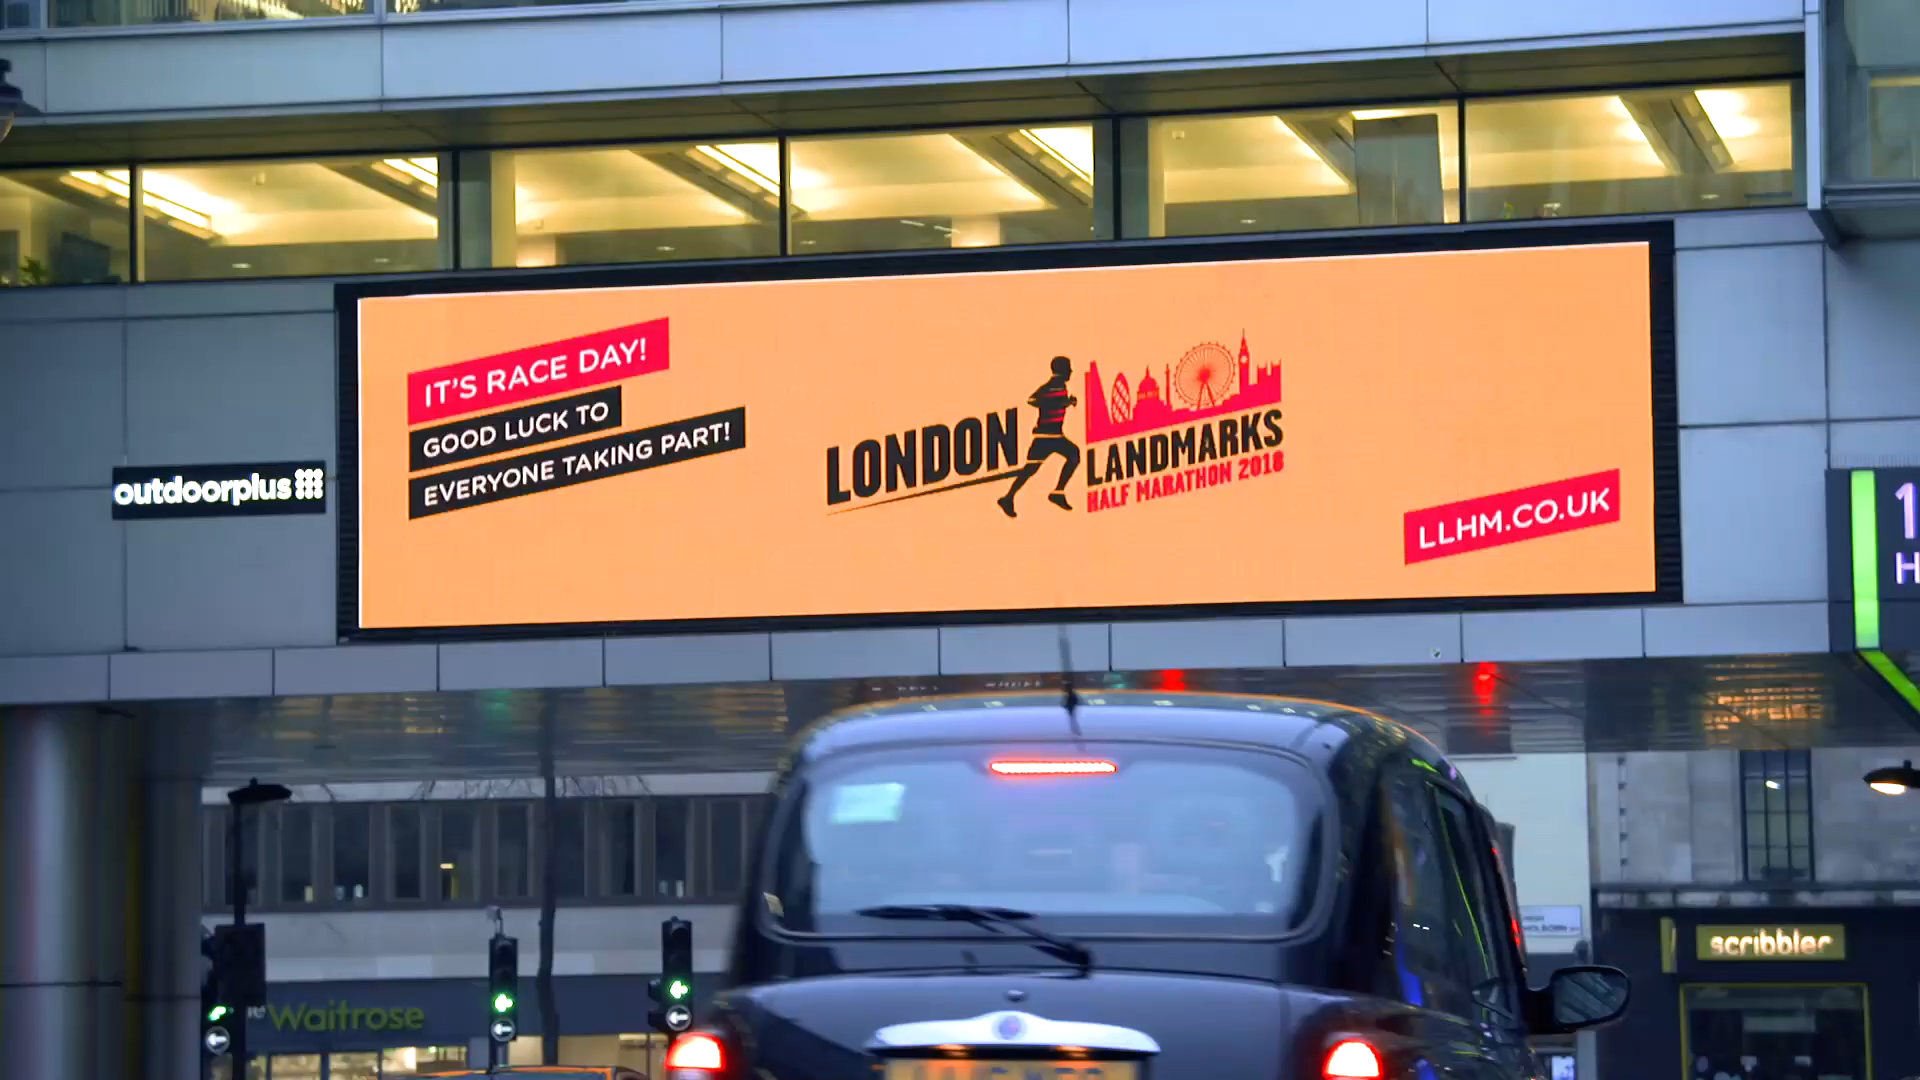 IT'S RACE DAY!
GOOD LUCK TO
EVERYONE TAKING PART!
LONDON
LANDMARKS
HALF MARATHON 2018
LLHM.CO.UK
outdoorplus
1
H
scribbler
Waitrose